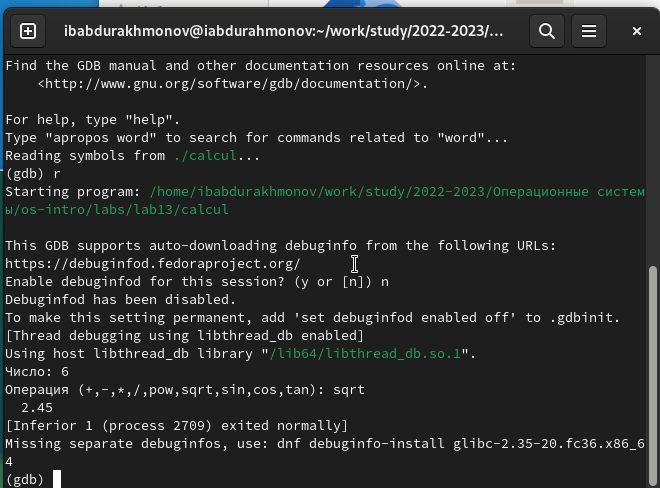 ibabdurakhmonov@iabdurahmonov:~/work/study/2022-2023/...
Find the GDB manual and other documentation resources online at:
<http://www.gnu.org/software/gdb/documentation/>.
For help, type "help".
Type "apropos word" to search for commands related to "word"...
Reading symbols from ./calcul...
(gdb) r
Starting program: /home/ibabdurakhmonov/work/study/2022-2023/Операционные систем
ы/os-intro/labs/lab13/calcul
This GDB supports auto-downloading debuginfo from the following URLs:
https://debuginfod.fedoraproject.org/
Enable debuginfod for this session? (y or [n]) n
Debuginfod has been disabled.
To make this setting permanent, add 'set debuginfod enabled off' to .gdbinit.
[Thread debugging using libthread_db enabled]
Using host libthread_db library "/lib64/libthread_db.so.1".
Число: 6
Операция (+,-,*,/,pow,sqrt,sin,cos,tan): sqrt
2.45
[Inferior 1 (process 2709) exited normally]
Missing separate debuginfos, use: dnf debuginfo-install glibc-2.35-20.fc36.x86_6
4
(gdb)